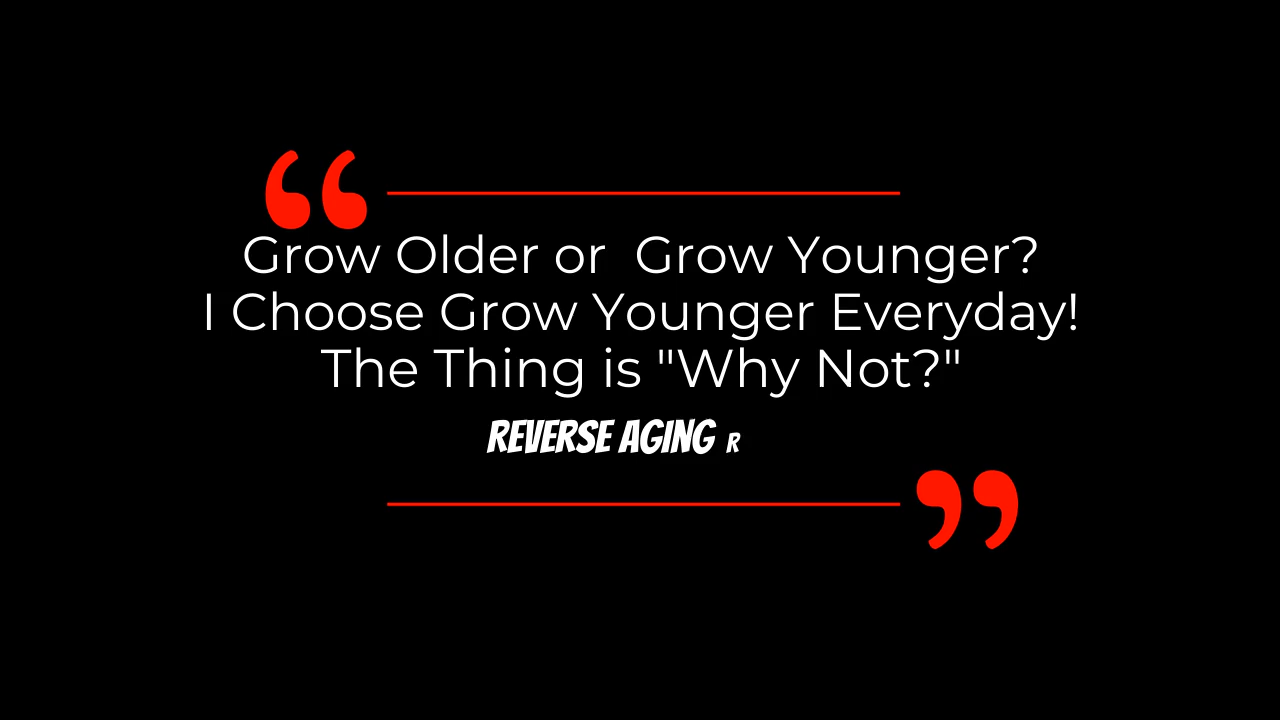 Grow Older or  Grow Younger?
I Choose Grow Younger Everyday!
The Thing is "Why Not?"
REVERSE AGING R